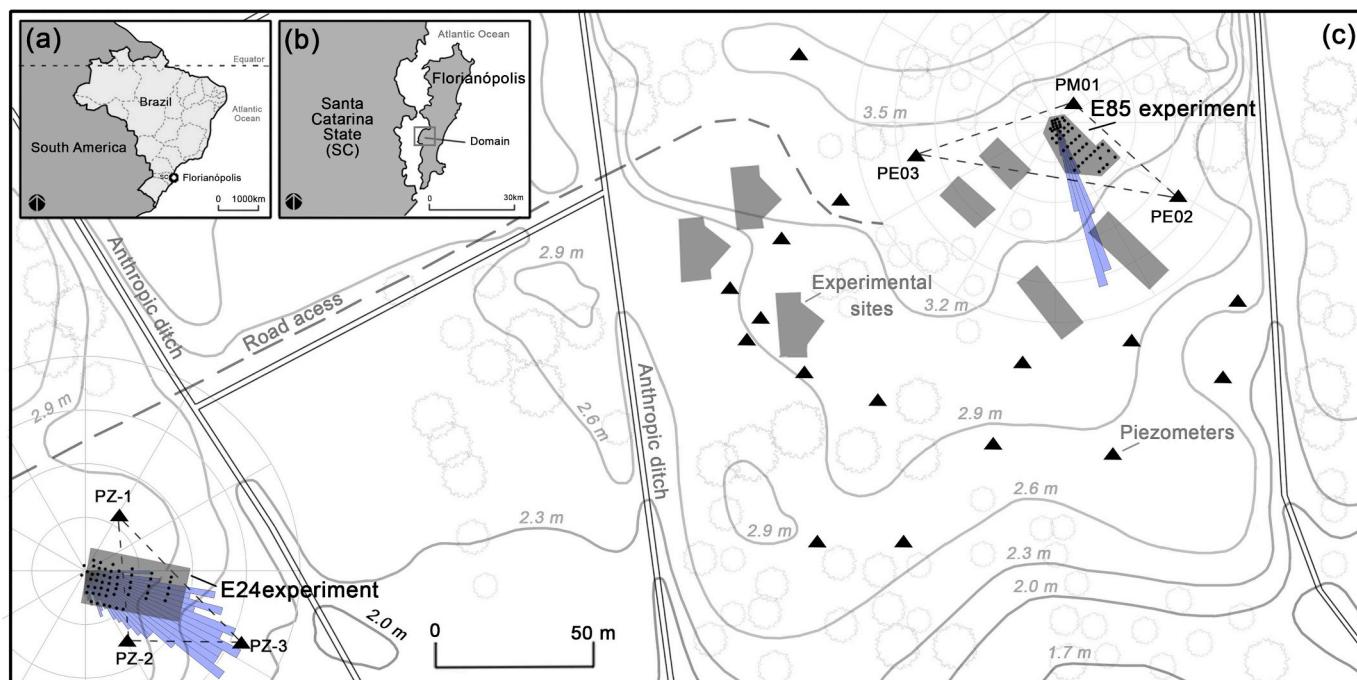 (a)
Equator
Brazil
Atlantic
Ocean
South America
SC
Florianópolis
0 1000km
(b)
Atlantic Ocean
Florianópolis
Santa
Catarina
State
(SC)
Domain
0 30km
(c)
3.5 m
PM01
E85 experiment
PE03
PE02
Anthropic ditch
Road acess
2.9 m
Experimental
sites
3.2 m
2.9 m
2.6 m
Anthropic ditch
2.9 m
Piezometers
PZ-1
2.3 m
2.9 m
2.6 m
2.3 m
2.0 m
E24experiment
2.0 m
PZ-2
PZ-3
0 50 m
1.7 m